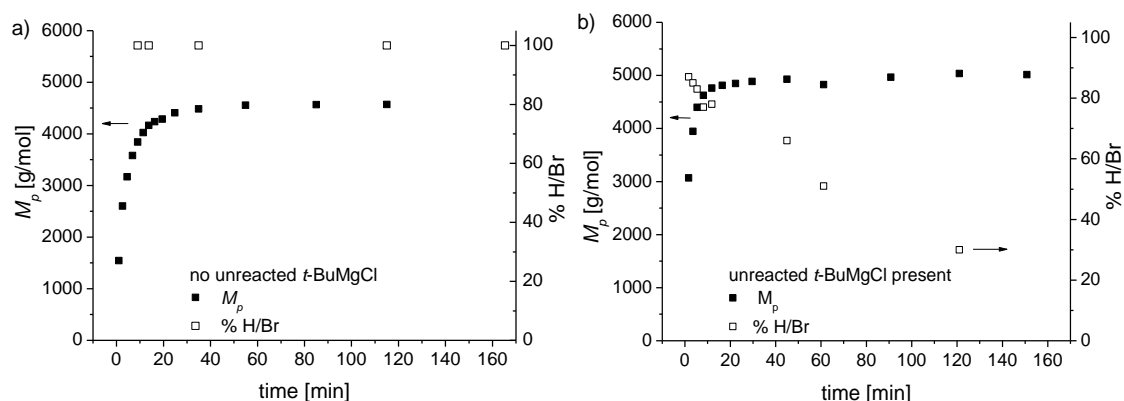 a)
6000
5000
4000
3000
2000
1000
0
M_p [g/mol]
100
80
60
40
20
0
% H/Br
no unreacted t-BuMgCl
M_p
% H/Br
0 20 40 60 80 100 120 140 160
time [min]
b)
6000
5000
4000
3000
2000
1000
0
M_p [g/mol]
100
80
60
40
20
0
% H/Br
unreacted t-BuMgCl present
M_p
% H/Br
0 20 40 60 80 100 120 140 160
time [min]